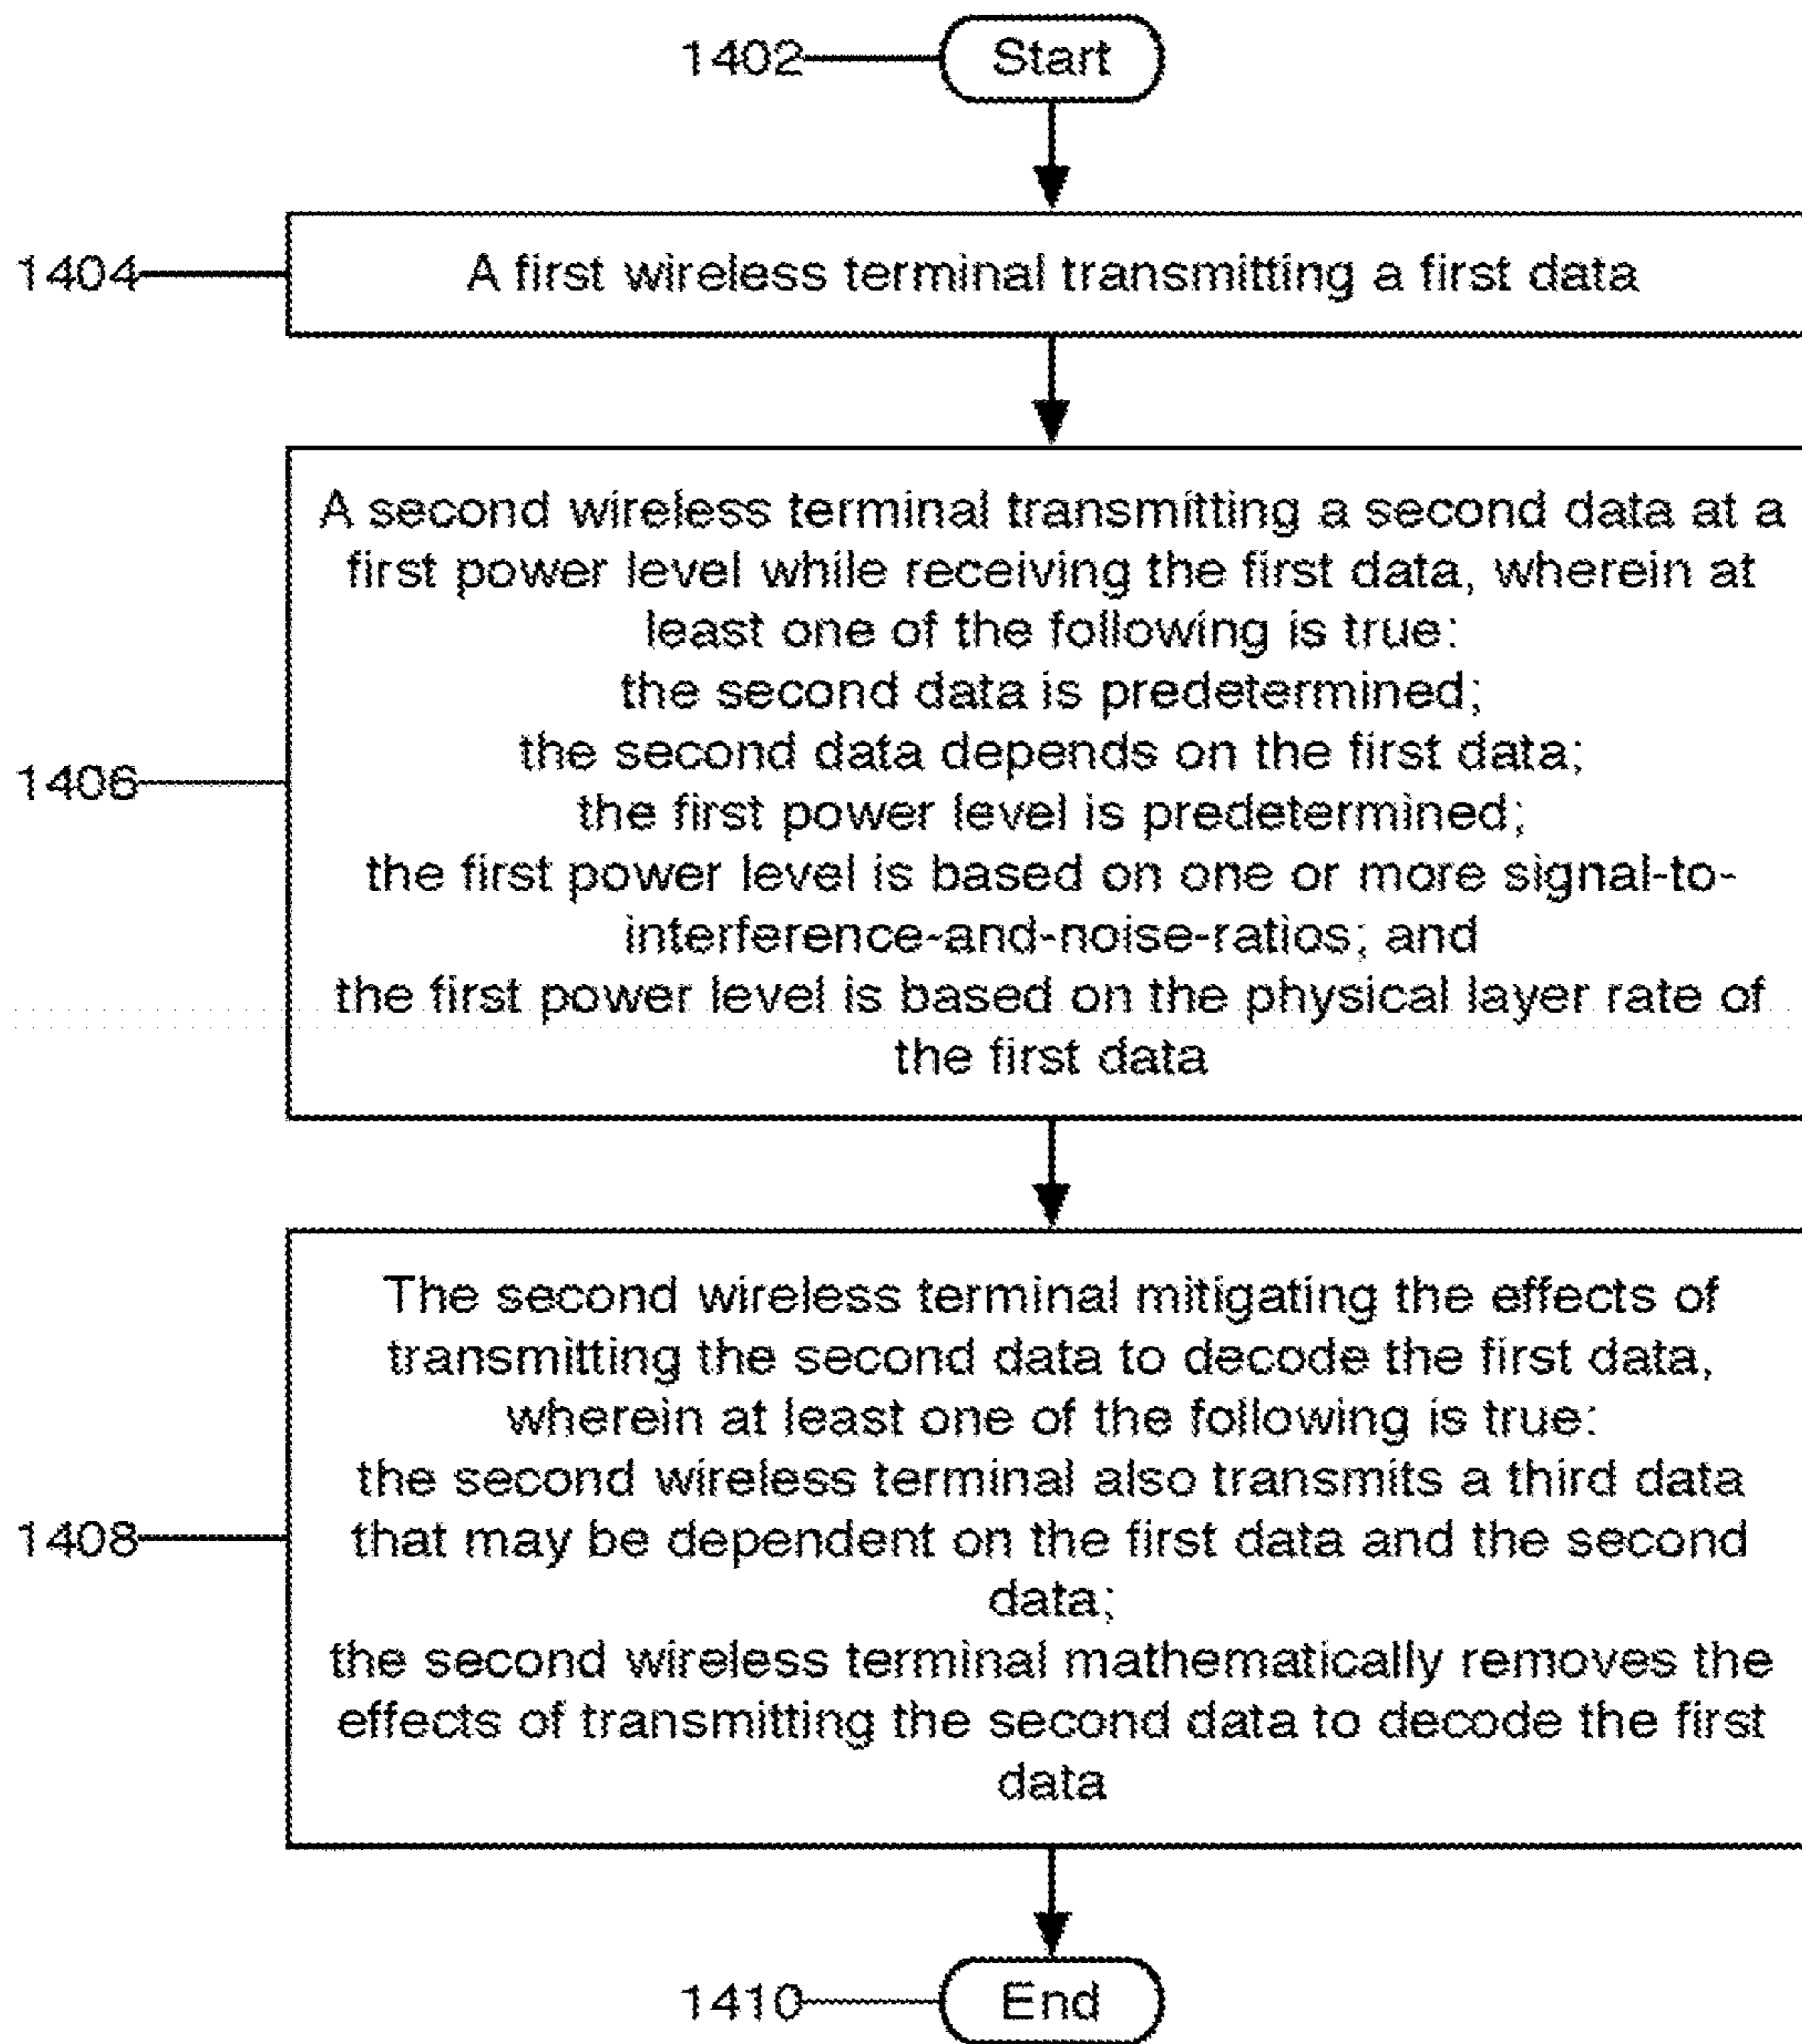 1402 Start
1404 A first wireless terminal transmitting a first data
A second wireless terminal transmitting a second data at a
first power level while receiving the first data, wherein at
least one of the following is true:
the second data is predetermined;
the second data depends on the first data;
1406
the first power level is predetermined;
the first power level is based on one or more signal-to-
interference-and-noise-ratios; and
the first power level is based on the physical layer rate of
the first data
The second wireless terminal mitigating the effects of
transmitting the second data to decode the first data,
wherein at least one of the following is true:
the second wireless terminal also transmits a third data
1408 that may be dependent on the first data and the second
data;
the second wireless terminal mathematically removes the
effects of transmitting the second data to decode the first
data
1410 End